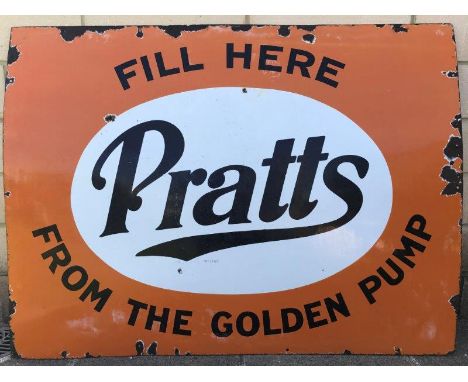 FILL HERE
Pratts
FROM THE GOLDEN PUMP